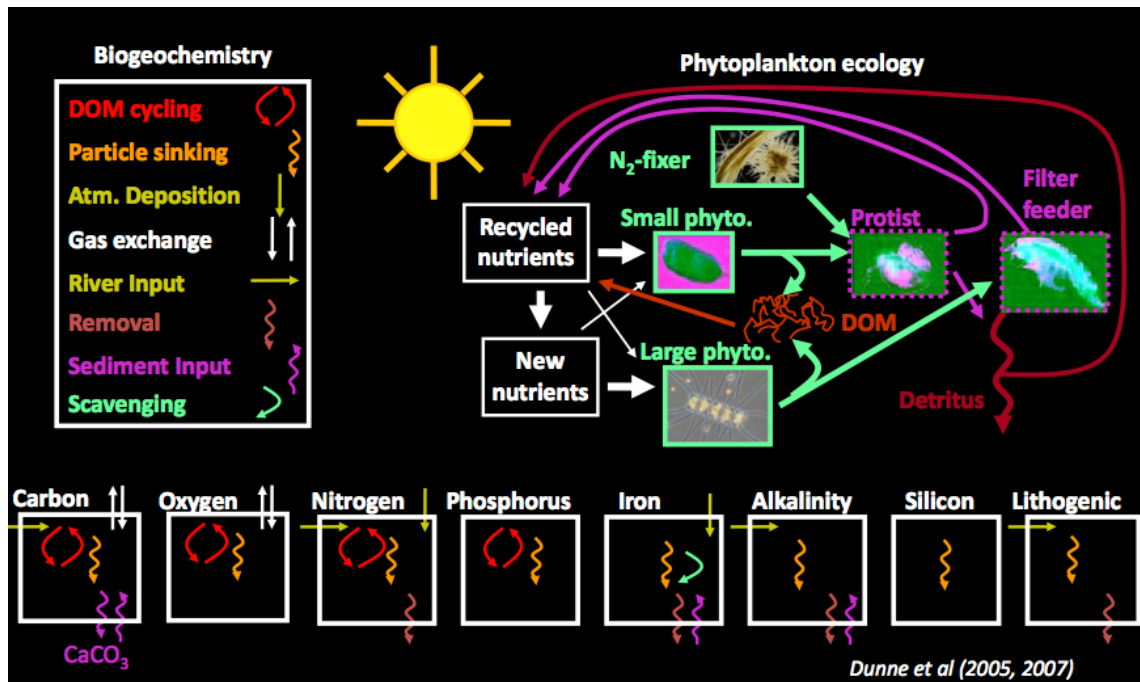 Biogeochemistry
DOM cycling
Particle sinking
Atm. Deposition
Gas exchange
River Input
Removal
Sediment Input
Scavenging
Phytoplankton ecology
N₂-fixer
Filter
feeder
Small phyto.
Protist
Recycled
nutrients
DOM
Large phyto.
New
nutrients
Detritus
Carbon
Oxygen
Nitrogen
Phosphorus
Iron
Alkalinity
Silicon
Lithogenic
CaCO₃
Dunne et al (2005, 2007)